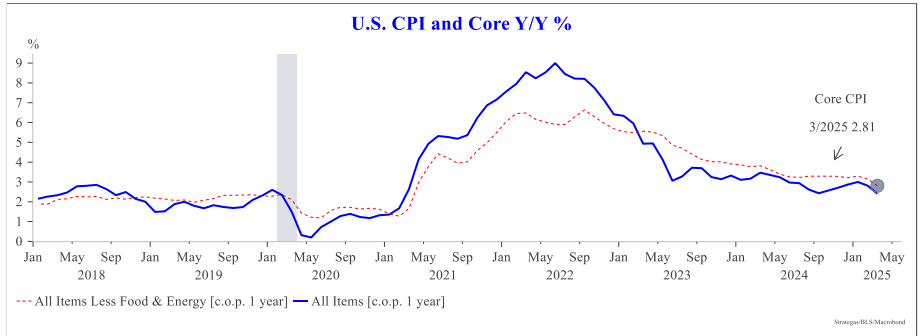 U.S. CPI and Core Y/Y %
%
9
8
7
6
5
4
3
2
1
0
Core CPI
3/2025 2.81
Jan May Sep Jan May Sep Jan May Sep Jan May Sep Jan May Sep Jan May Sep Jan May Sep Jan May
2018 2019 2020 2021 2022 2023 2024 2025
All Items Less Food & Energy [c.o.p. 1 year] All Items [c.o.p. 1 year]
Strategas/BLS/Macrobond